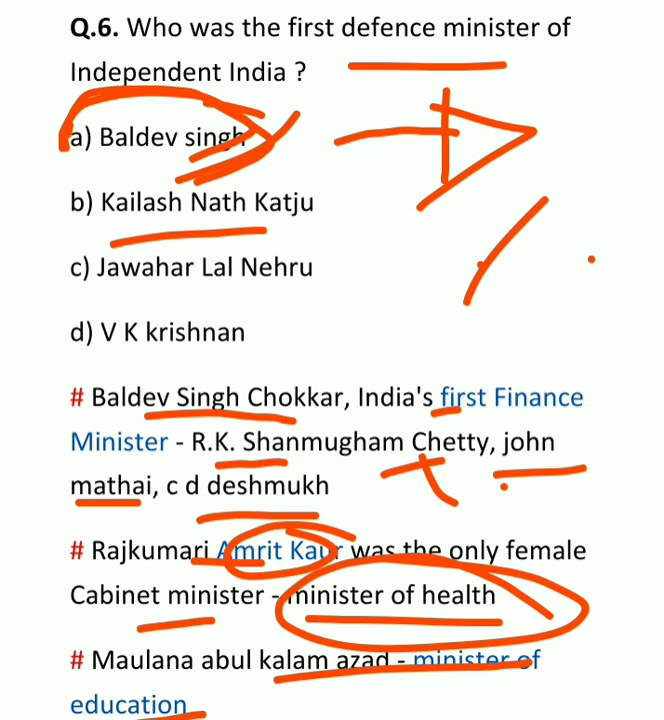 Q.6. Who was the first defence minister of
Independent India ?
a) Baldev singh
b) Kailash Nath Katju
c) Jawahar Lal Nehru
d) V K krishnan
# Baldev Singh Chokkar, India's first Finance
Minister - R.K. Shanmugham Chetty, john
mathai, c d deshmukh
# Rajkumari Amrit Kaur was the only female
Cabinet minister - minister of health
# Maulana abul kalam azad - minister of
education